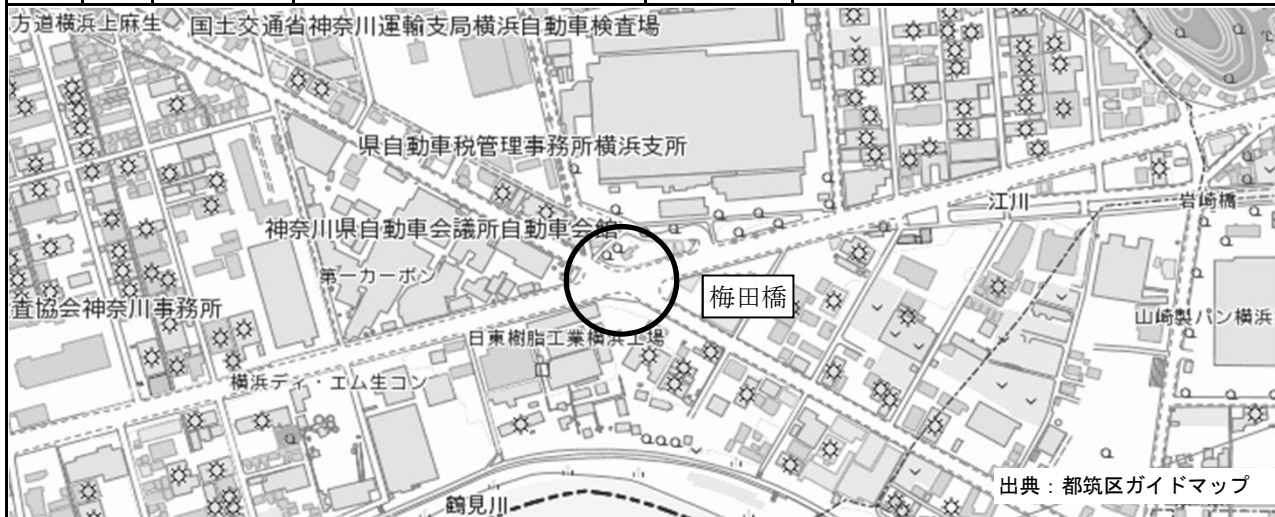 方道横浜上麻生
国土交通省神奈川運輸支局横浜自動車検査場
県自動車税管理事務所横浜支所
江川
岩崎橋
神奈川県自動車会議所自動車会館
第一カーボン
梅田橋
査協会神奈川事務所
山崎製パン横浜
日東樹脂工業横浜工場
横浜ディ・エム生コン
出典：都筑区ガイドマップ
鶴見川